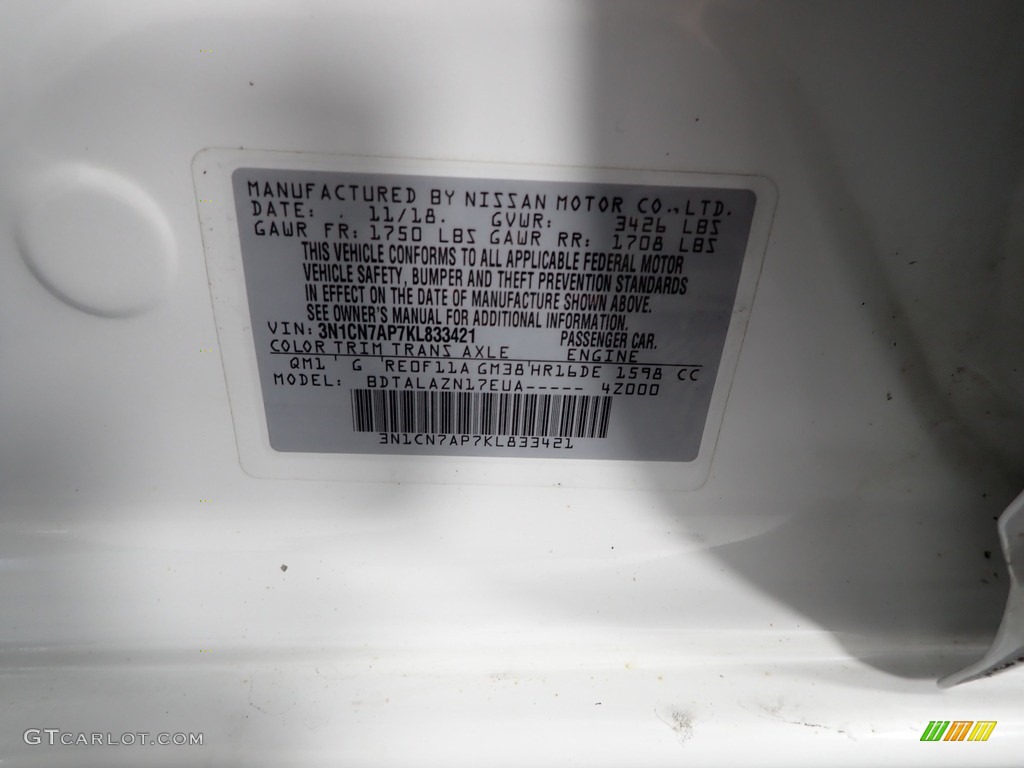 MANUFACTURED BY NISSAN MOTOR CO., LTD.
DATE: . 11/18. GVWR: 3426 LBS
GAWR FR: 1750 LBS GAWR RR: 1708 LBS
THIS VEHICLE CONFORMS TO ALL APPLICABLE FEDERAL MOTOR
VEHICLE SAFETY, BUMPER AND THEFT PREVENTION STANDARDS
IN EFFECT ON THE DATE OF MANUFACTURE SHOWN ABOVE.
SEE OWNER'S MANUAL FOR ADDITIONAL INFORMATION.
VIN: 3N1CN7AP7KL833421 PASSENGER CAR.
COLOR TRIM TRANS AXLE ENGINE
QM1 G RE0F11A GM38 HR16DE 1598 CC
MODEL: BDTALAZN17EUA----- 4Z000
3N1CN7AP7KL833421
GTCARLOT.COM